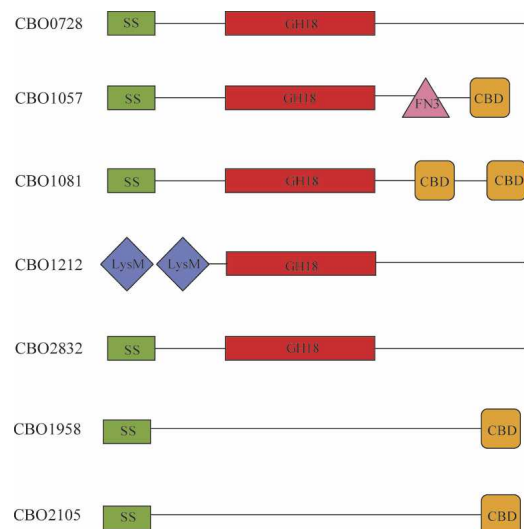 CBO0728 SS GH18
CBO1057 SS GH18 FN3 CBD
CBO1081 SS GH18 CBD CBD
CBO1212 LysM LysM GH18
CBO2832 SS GH18
CBO1958 SS CBD
CBO2105 SS CBD